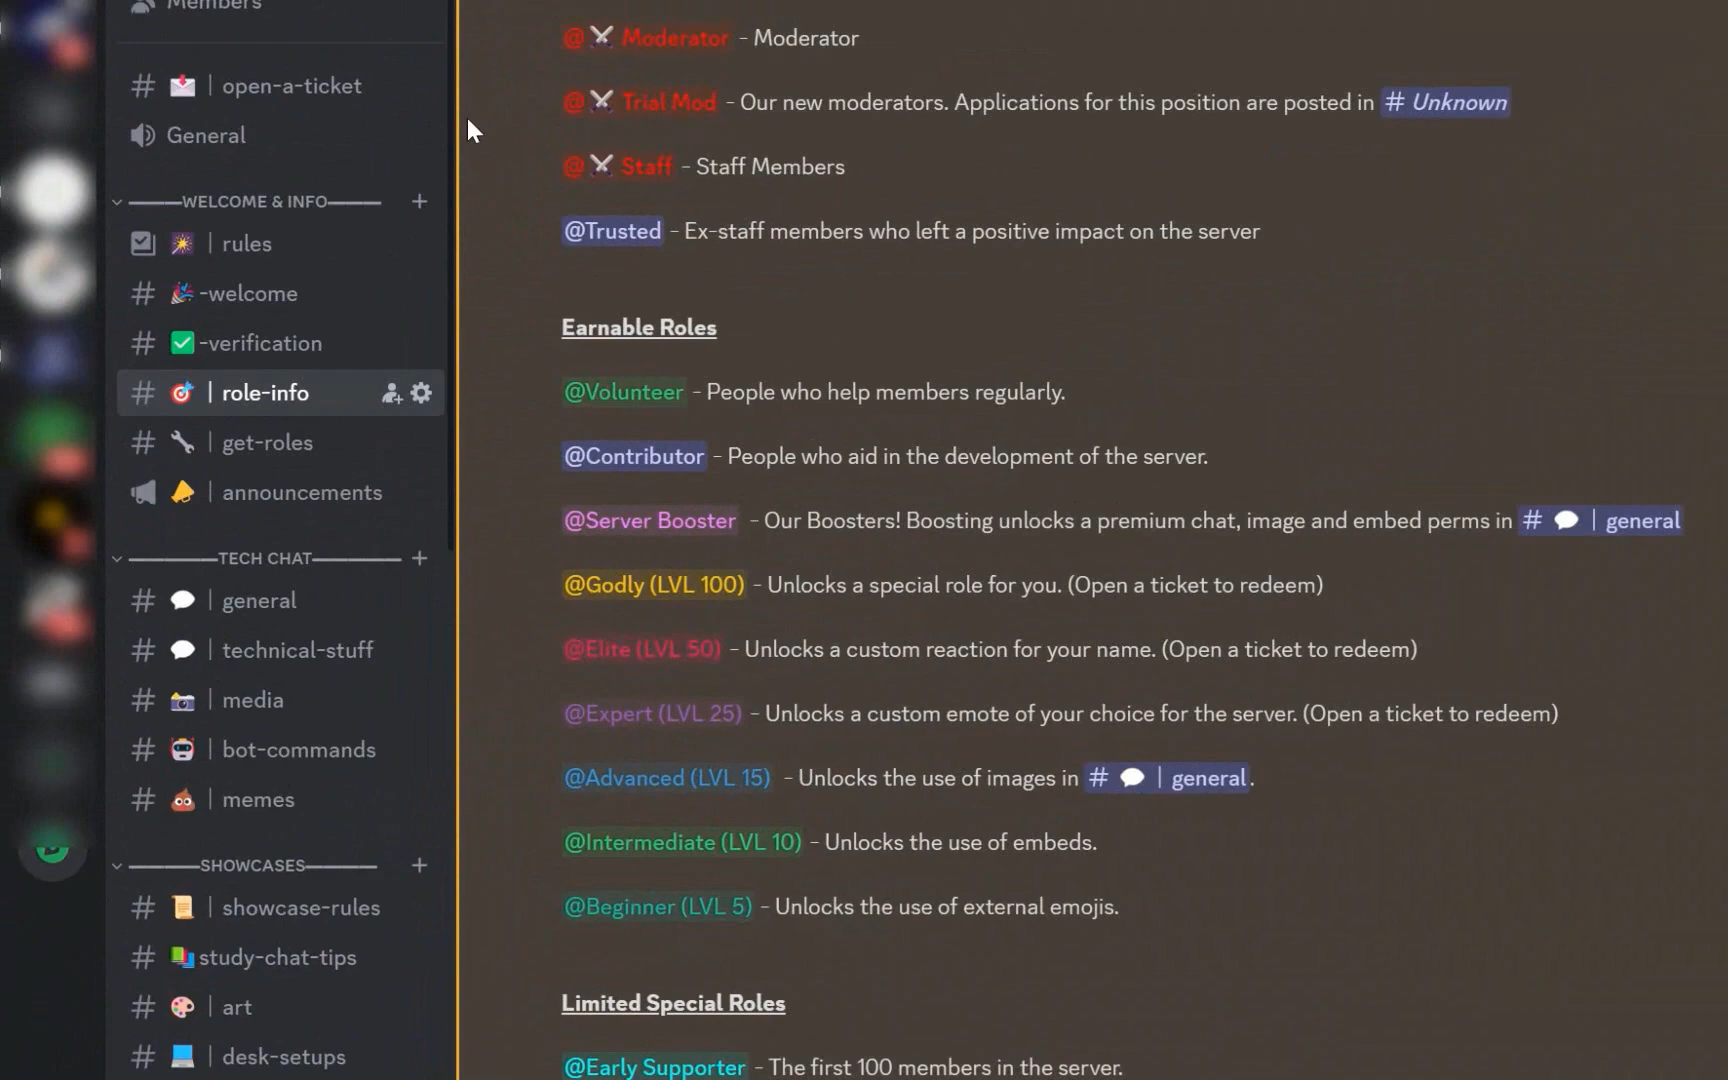 Members
# 📩 | open-a-ticket
General
WELCOME & INFO
rules
# 🎉-welcome
# ✅-verification
# 🎯 | role-info
# 🔧 | get-roles
📣 | announcements
TECH CHAT
# 💬 | general
# 💬 | technical-stuff
# 📸 | media
# 🤖 | bot-commands
# 💩 | memes
SHOWCASES
# 📜 | showcase-rules
# 📚study-chat-tips
# 🎨 | art
# 💻 | desk-setups
@⚔ Moderator - Moderator
@⚔ Trial Mod - Our new moderators. Applications for this position are posted in # Unknown
@⚔ Staff - Staff Members
@Trusted - Ex-staff members who left a positive impact on the server
Earnable Roles
@Volunteer - People who help members regularly.
@Contributor - People who aid in the development of the server.
@Server Booster - Our Boosters! Boosting unlocks a premium chat, image and embed perms in # 💬 | general
@Godly (LVL 100) - Unlocks a special role for you. (Open a ticket to redeem)
@Elite (LVL 50) - Unlocks a custom reaction for your name. (Open a ticket to redeem)
@Expert (LVL 25) - Unlocks a custom emote of your choice for the server. (Open a ticket to redeem)
@Advanced (LVL 15) - Unlocks the use of images in # 💬 | general.
@Intermediate (LVL 10) - Unlocks the use of embeds.
@Beginner (LVL 5) - Unlocks the use of external emojis.
Limited Special Roles
@Early Supporter - The first 100 members in the server.